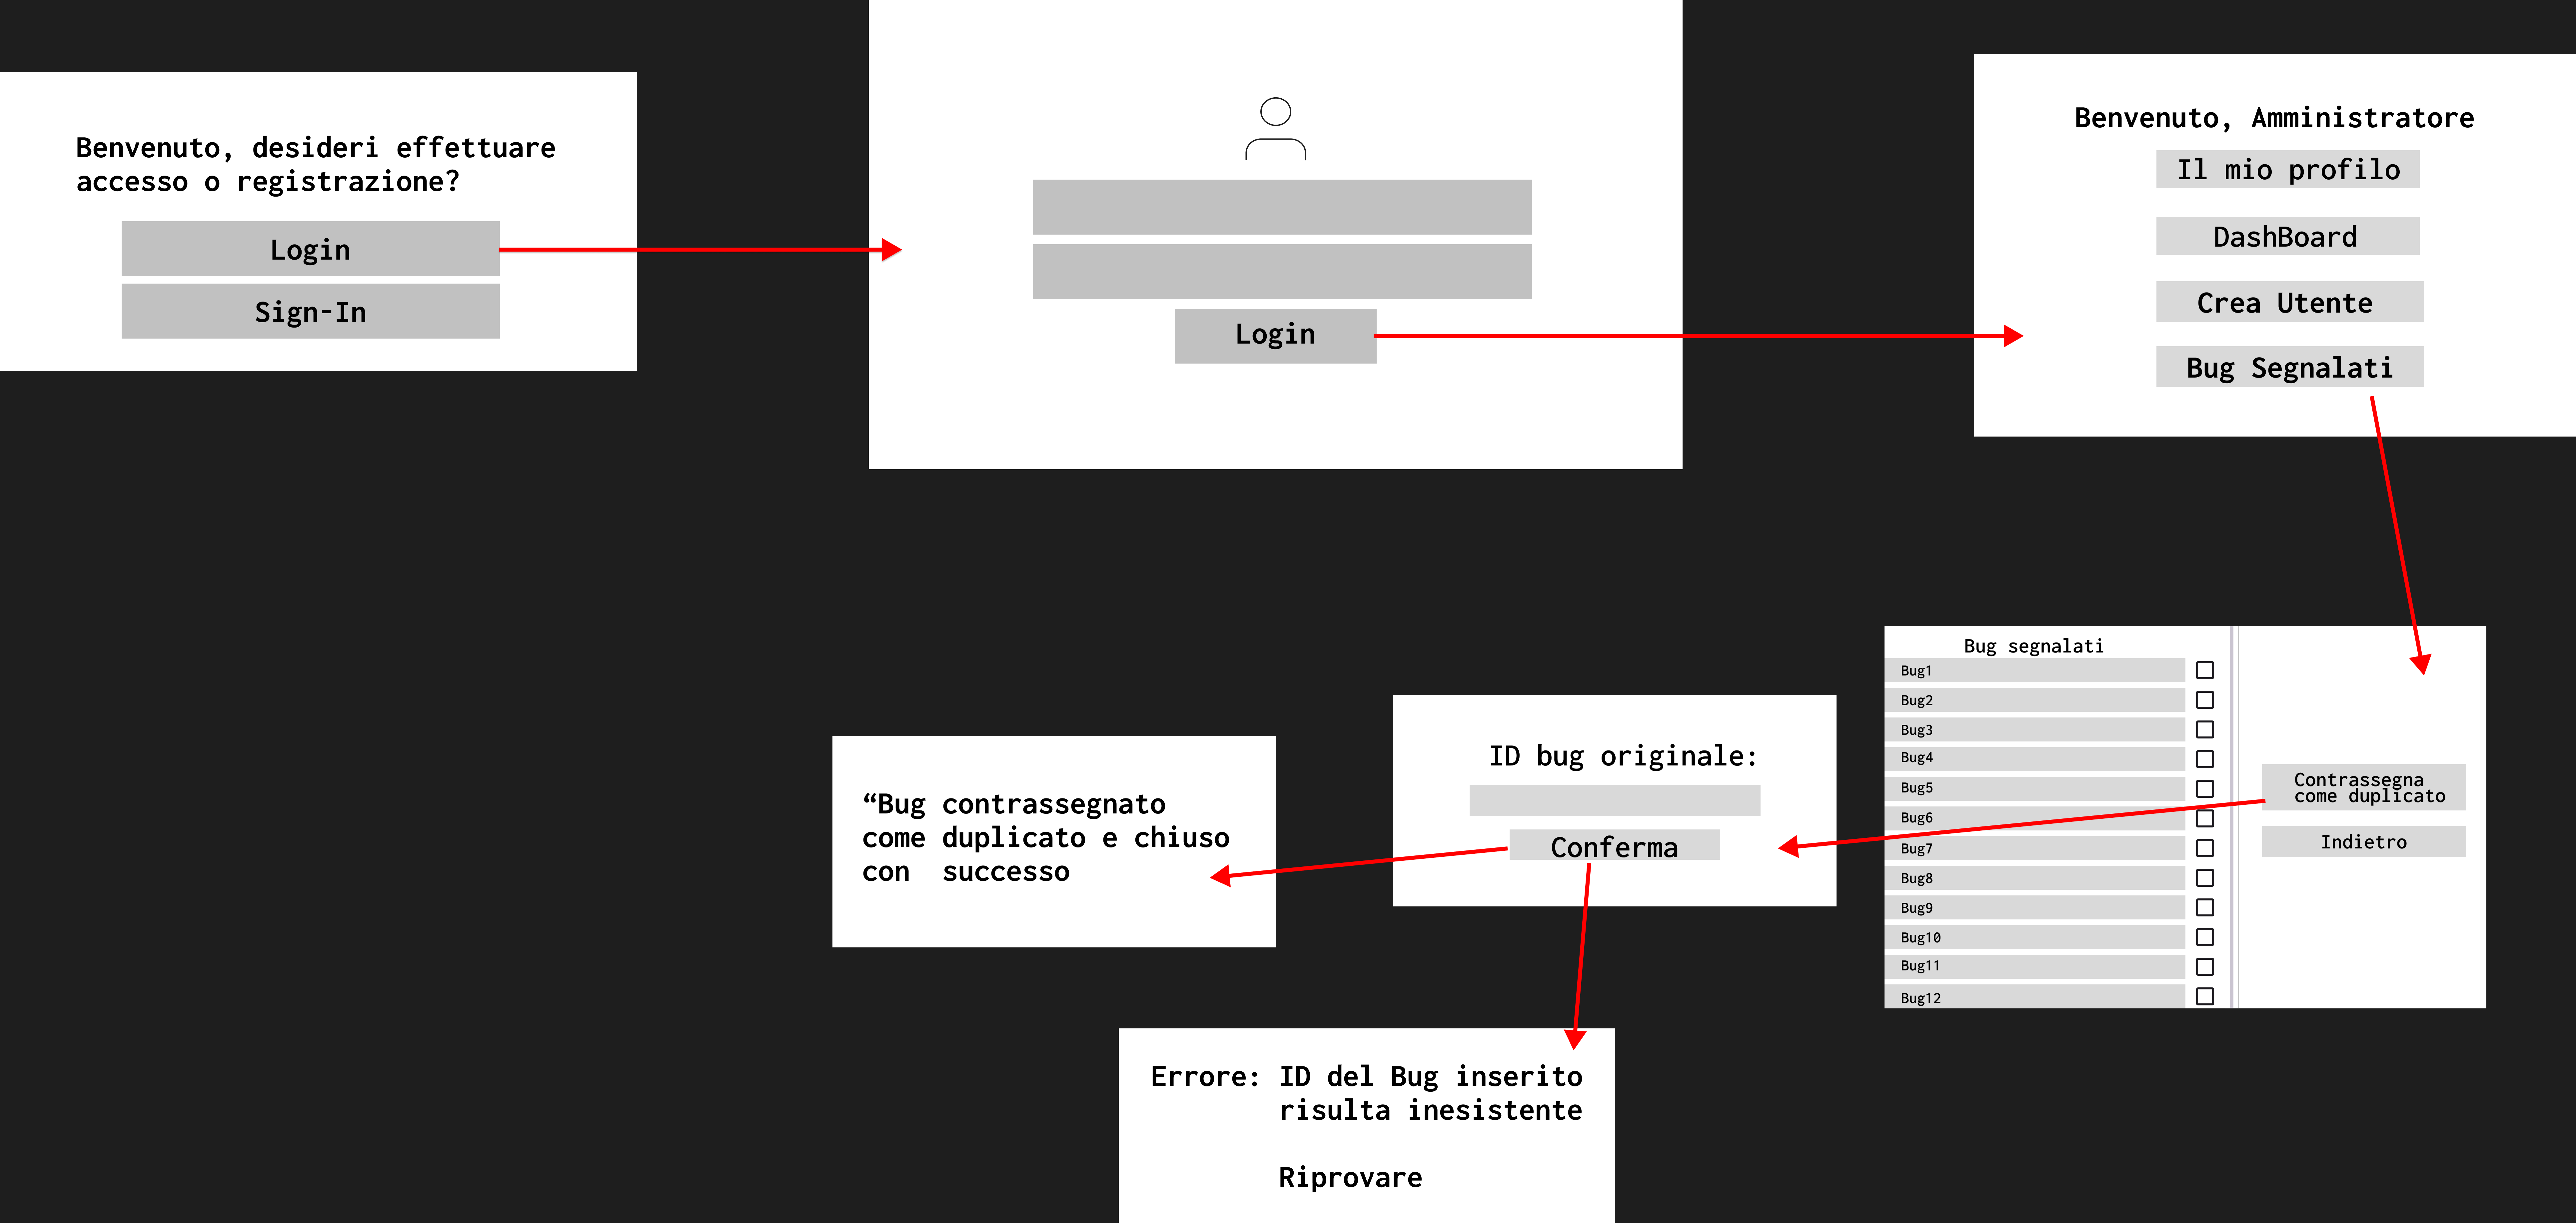 Benvenuto, desideri effettuare
accesso o registrazione?
Login
Sign-In
Login
Benvenuto, Amministratore
Il mio profilo
DashBoard
Crea Utente
Bug Segnalati
Bug segnalati
Bug1
Bug2
Bug3
Bug4
Bug5
Bug6
Bug7
Bug8
Bug9
Bug10
Bug11
Bug12
Contrassegna
come duplicato
Indietro
ID bug originale:
Conferma
“Bug contrassegnato
come duplicato e chiuso
con  successo
Errore: ID del Bug inserito
risulta inesistente
Riprovare